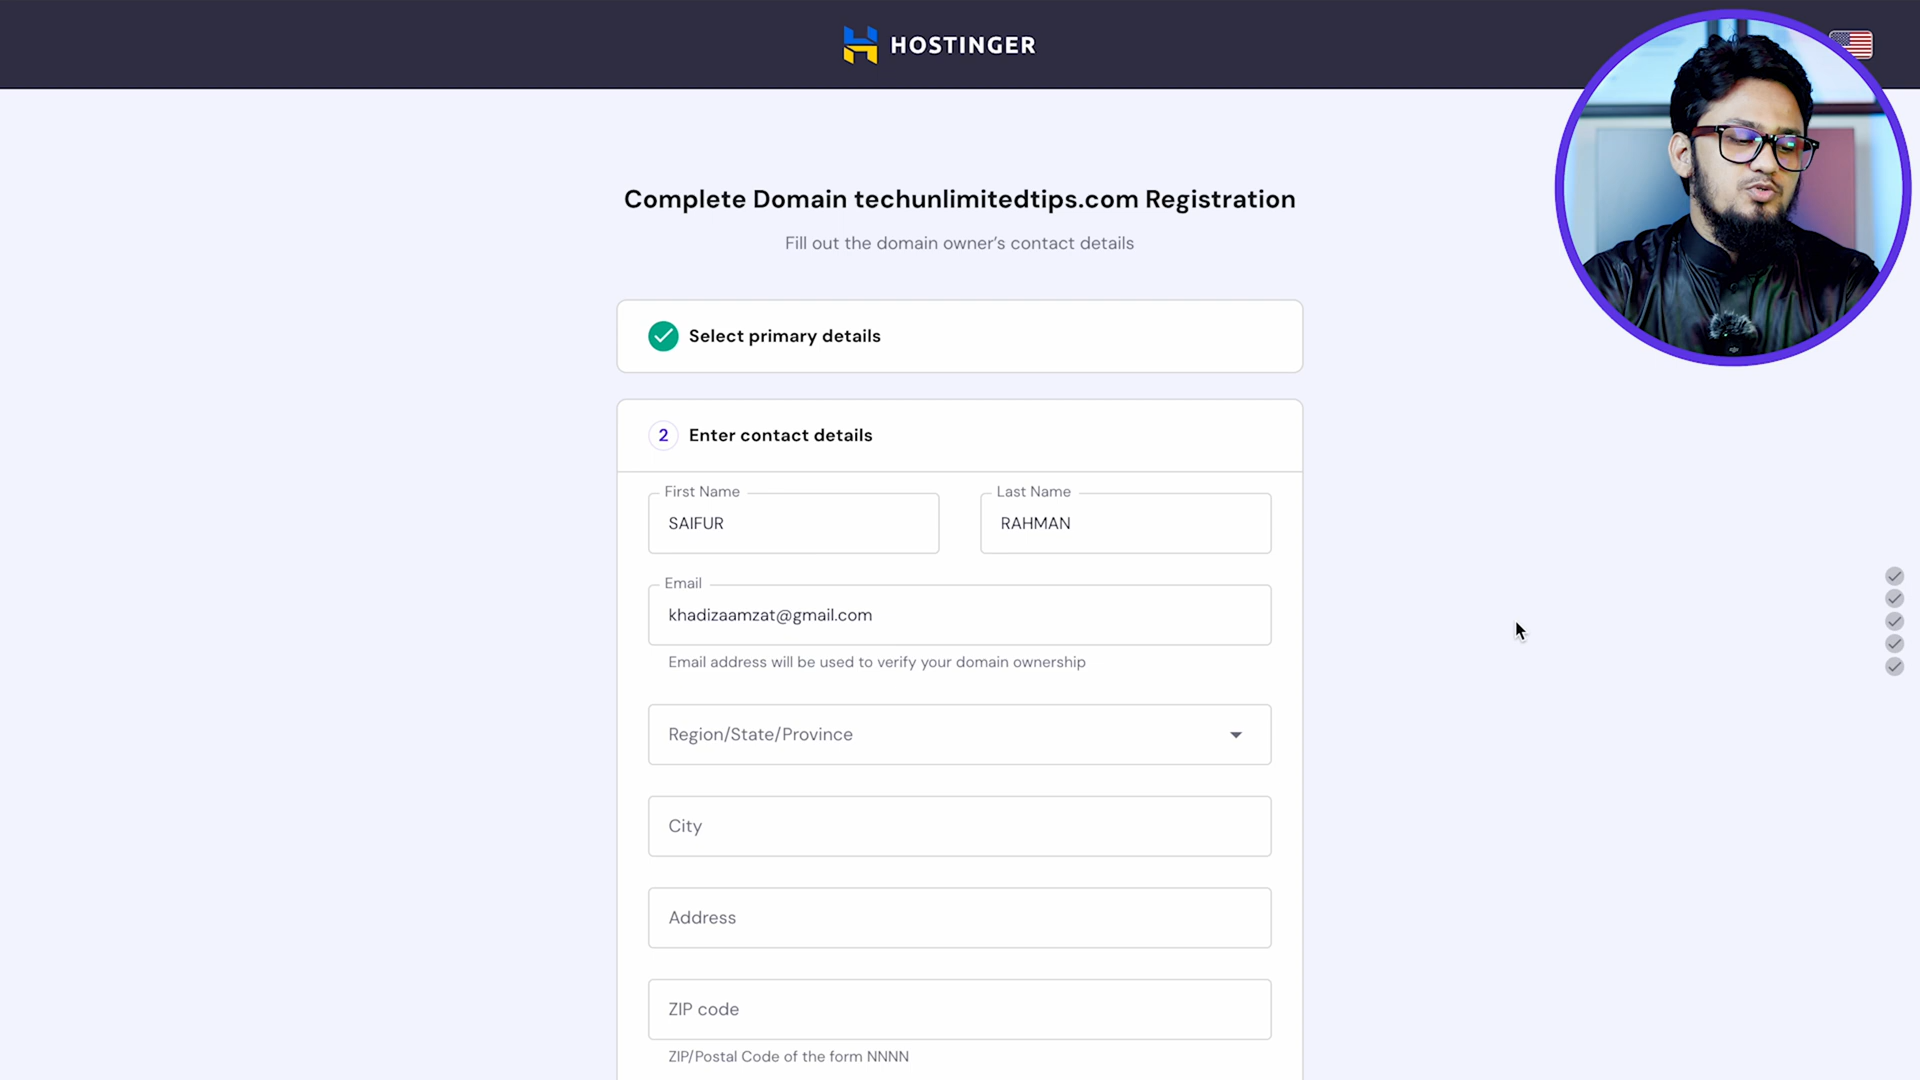 HOSTINGER
Complete Domain techunlimitedtips.com Registration
Fill out the domain owner's contact details
Select primary details
2 Enter contact details
First Name
SAIFUR
Last Name
RAHMAN
Email
khadizaamzat@gmail.com
Email address will be used to verify your domain ownership
Region/State/Province
City
Address
ZIP code
ZIP/Postal Code of the form NNNN